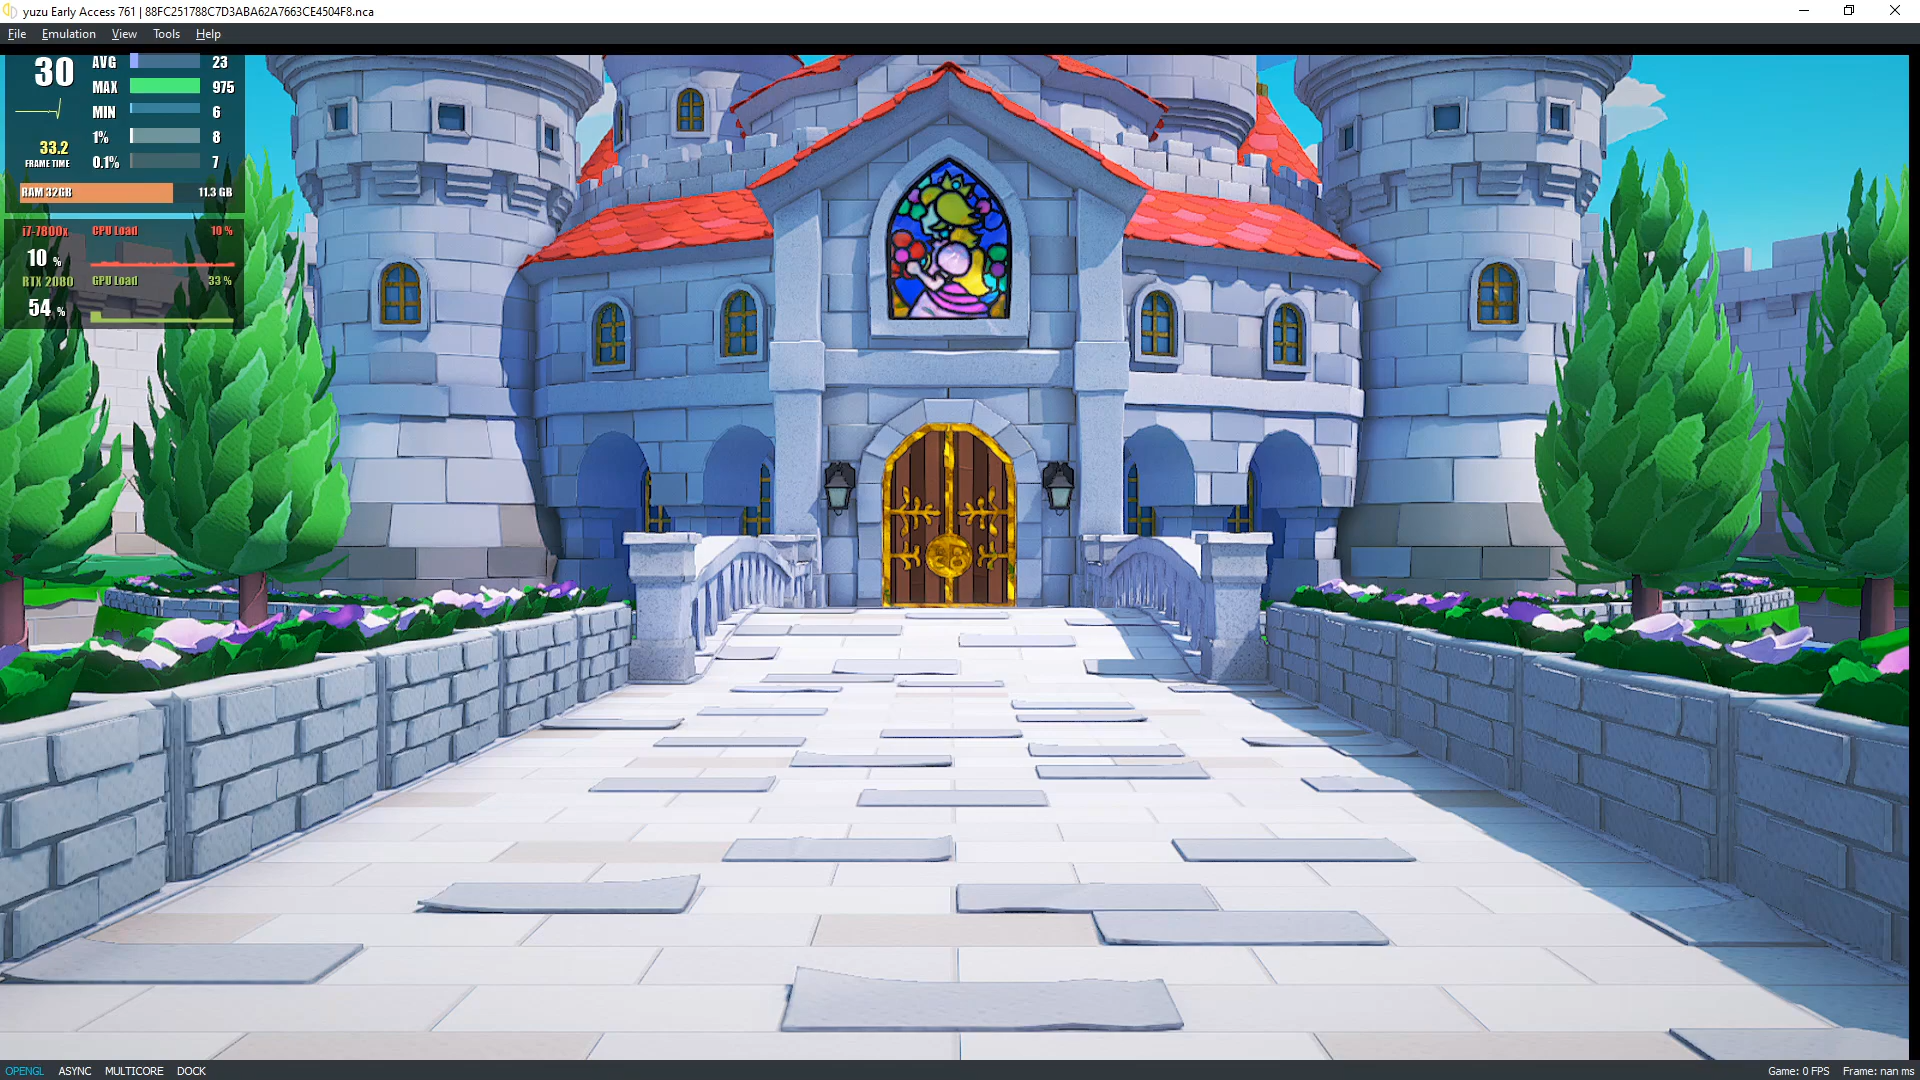 yuzu Early Access 761 | 88FC251788C7D3ABA62A7663CE4504F8.nca
File Emulation View Tools Help
30 AVG 23
MAX 975
MIN 6
33.2 1% 8
FRAME TIME 0.1% 7
RAM 32GB 11.3 GB
i7-7800x CPU Load 10 %
10 %
RTX 2080 GPU Load 33 %
54 %
OPENGL ASYNC MULTICORE DOCK Game: 0 FPS Frame: nan ms